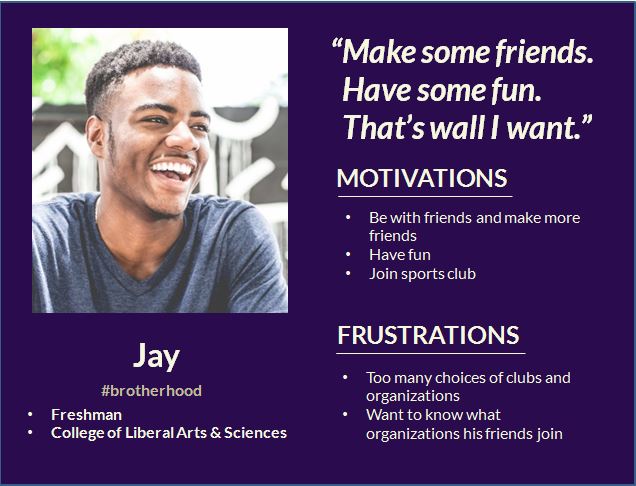 “Make some friends.
Have some fun.
That’s wall I want.”
MOTIVATIONS
• Be with friends and make more
friends
• Have fun
• Join sports club
FRUSTRATIONS
• Too many choices of clubs and
organizations
• Want to know what
organizations his friends join
Jay
#brotherhood
• Freshman
• College of Liberal Arts & Sciences